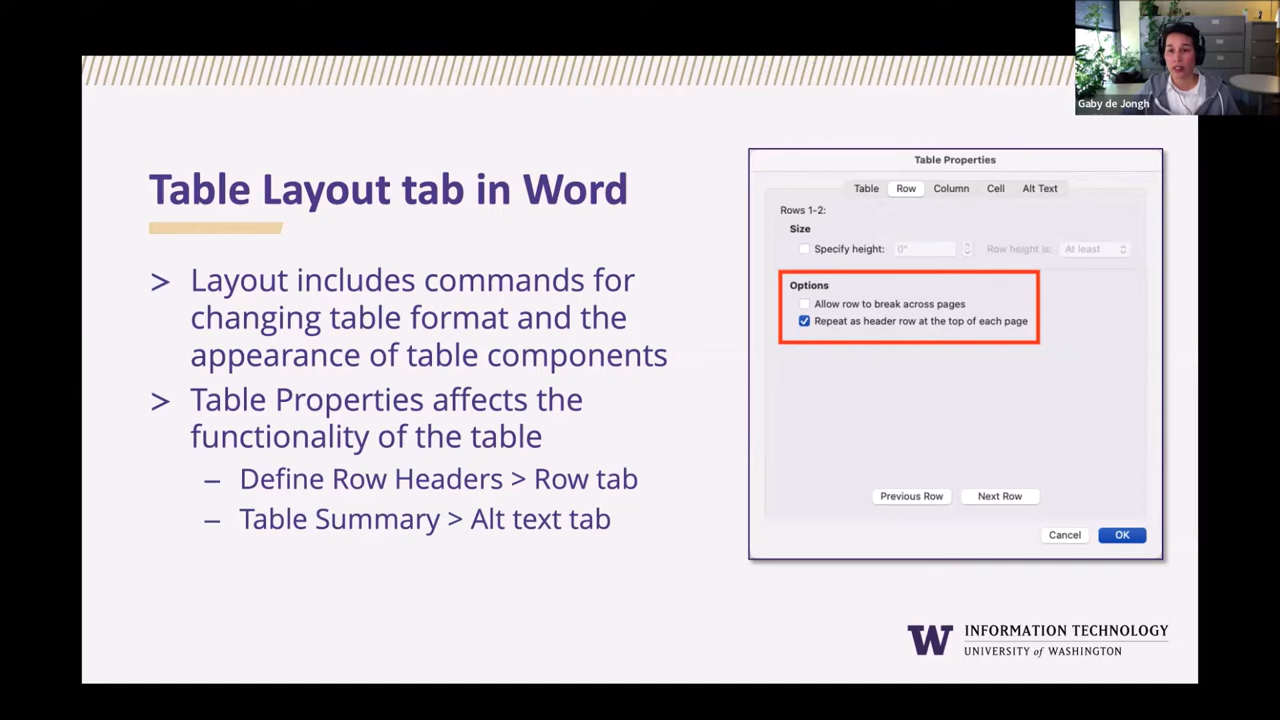 Gaby de Jongh
Table Layout tab in Word
> Layout includes commands for
changing table format and the
appearance of table components
> Table Properties affects the
functionality of the table
– Define Row Headers > Row tab
– Table Summary > Alt text tab
Table Properties
Table Row Column Cell Alt Text
Rows 1-2:
Size
Specify height: 0" Row height is: At least
Options
Allow row to break across pages
Repeat as header row at the top of each page
Previous Row Next Row
Cancel OK
W INFORMATION TECHNOLOGY
UNIVERSITY of WASHINGTON